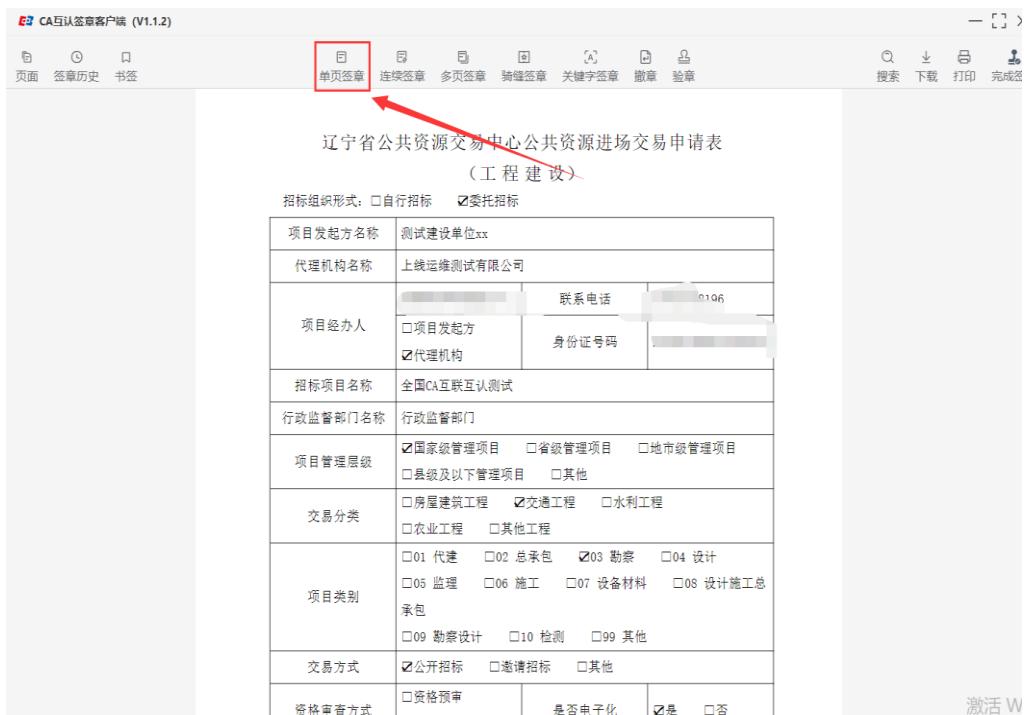 CA互认签章客户端 (V1.1.2)
页面 签章历史 书签 单页签章 连续签章 多页签章 骑缝签章 关键字签章 撤章 验章 搜索 下载 打印 完成签
辽宁省公共资源交易中心公共资源进场交易申请表
（工程建设）
招标组织形式：□自行招标 ☑委托招标
项目发起方名称 测试建设单位xx
代理机构名称 上线运维测试有限公司
项目经办人 联系电话 8196
□项目发起方
☑代理机构 身份证号码
招标项目名称 全国CA互联互认测试
行政监督部门名称 行政监督部门
项目管理层级 ☑国家级管理项目 □省级管理项目 □地市级管理项目
□县级及以下管理项目 □其他
交易分类 □房屋建筑工程 ☑交通工程 □水利工程
□农业工程 □其他工程
项目类别 □01 代建 □02 总承包 ☑03 勘察 □04 设计
□05 监理 □06 施工 □07 设备材料 □08 设计施工总
承包
□09 勘察设计 □10 检测 □99 其他
交易方式 ☑公开招标 □邀请招标 □其他
资格审查方式 □资格预审 是否电子化 ☑是 □否
激活 W